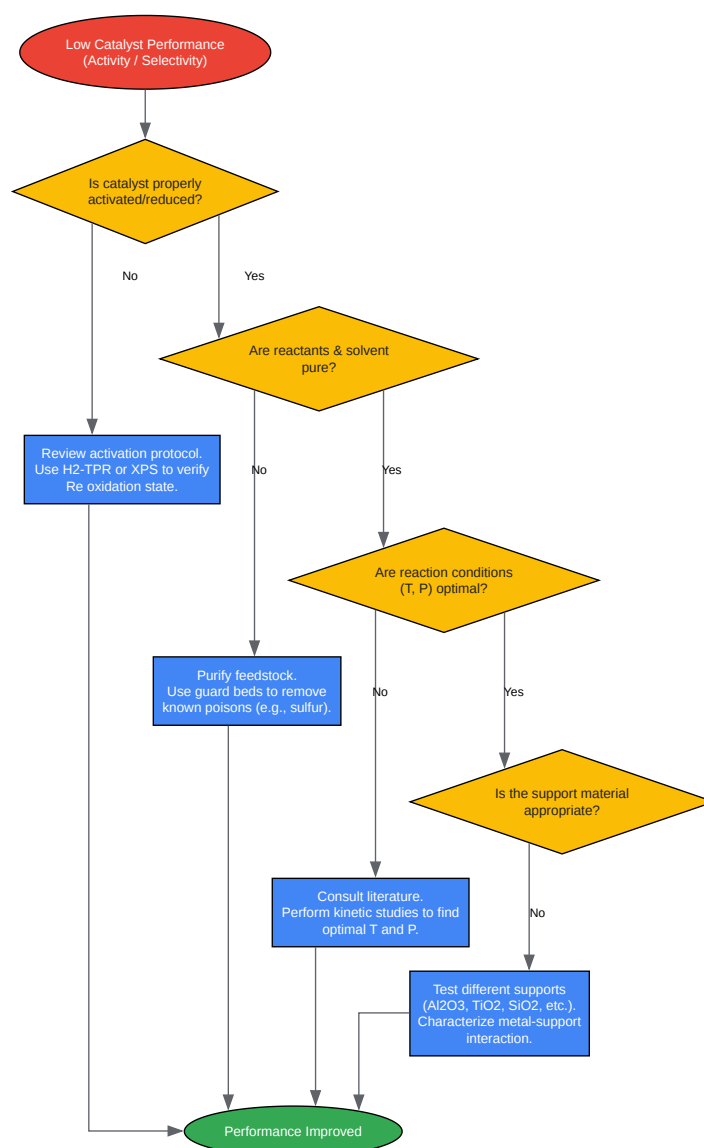 Low Catalyst Performance
(Activity / Selectivity)
Is catalyst properly
activated/reduced?
No
Yes
Are reactants & solvent
pure?
Review activation protocol.
Use H2-TPR or XPS to verify
Re oxidation state.
No
Yes
Are reaction conditions
(T, P) optimal?
Purify feedstock.
Use guard beds to remove
known poisons (e.g., sulfur).
No
Yes
Is the support material
appropriate?
Consult literature.
Perform kinetic studies to find
optimal T and P.
No
Test different supports
(Al2O3, TiO2, SiO2, etc.).
Characterize metal-support
interaction.
Performance Improved